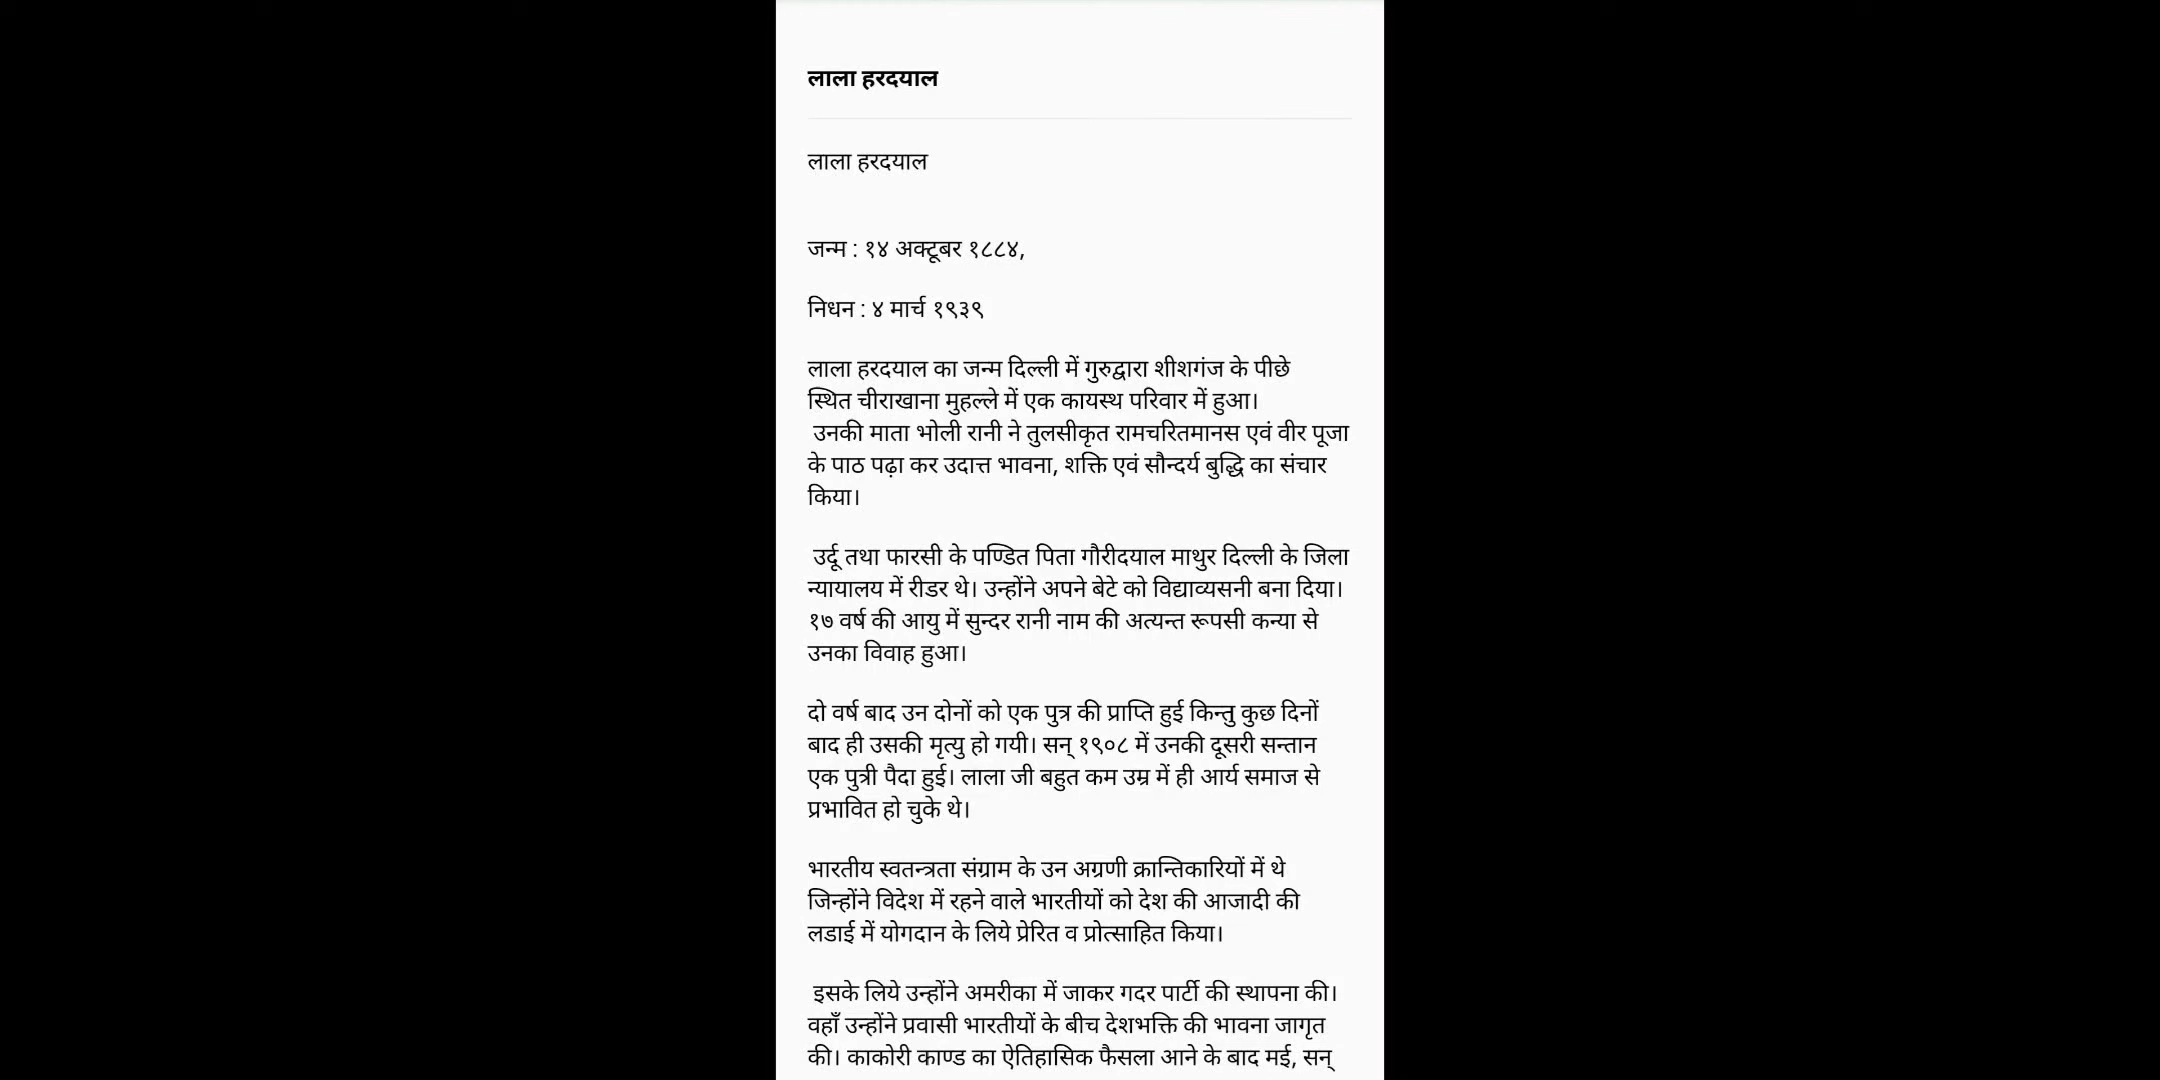 लाला हरदयाल
लाला हरदयाल
जन्म : १४ अक्टूबर १८८४,
निधन : ४ मार्च १९३९
लाला हरदयाल का जन्म दिल्ली में गुरुद्वारा शीशगंज के पीछे
स्थित चीराखाना मुहल्ले में एक कायस्थ परिवार में हुआ।
उनकी माता भोली रानी ने तुलसीकृत रामचरितमानस एवं वीर पूजा
के पाठ पढ़ा कर उदात्त भावना, शक्ति एवं सौन्दर्य बुद्धि का संचार
किया।
उर्दू तथा फारसी के पण्डित पिता गौरीदयाल माथुर दिल्ली के जिला
न्यायालय में रीडर थे। उन्होंने अपने बेटे को विद्याव्यसनी बना दिया।
१७ वर्ष की आयु में सुन्दर रानी नाम की अत्यन्त रूपसी कन्या से
उनका विवाह हुआ।
दो वर्ष बाद उन दोनों को एक पुत्र की प्राप्ति हुई किन्तु कुछ दिनों
बाद ही उसकी मृत्यु हो गयी। सन् १९०८ में उनकी दूसरी सन्तान
एक पुत्री पैदा हुई। लाला जी बहुत कम उम्र में ही आर्य समाज से
प्रभावित हो चुके थे।
भारतीय स्वतन्त्रता संग्राम के उन अग्रणी क्रान्तिकारियों में थे
जिन्होंने विदेश में रहने वाले भारतीयों को देश की आजादी की
लडाई में योगदान के लिये प्रेरित व प्रोत्साहित किया।
इसके लिये उन्होंने अमरीका में जाकर गदर पार्टी की स्थापना की।
वहाँ उन्होंने प्रवासी भारतीयों के बीच देशभक्ति की भावना जागृत
की। काकोरी काण्ड का ऐतिहासिक फैसला आने के बाद मई, सन्